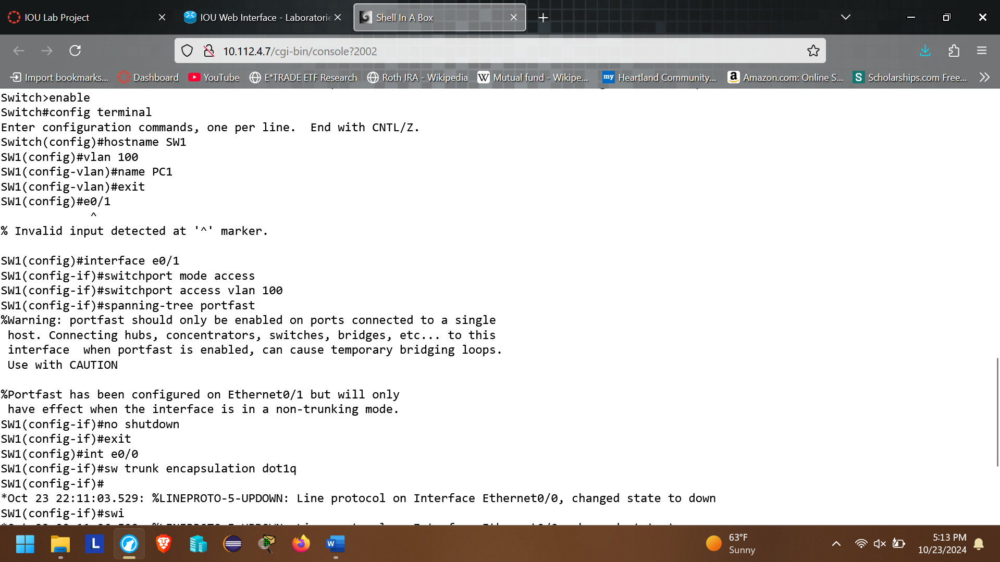 IOU Lab Project
IOU Web Interface - Laboratorie
Shell In A Box
10.112.4.7/cgi-bin/console?2002
Import bookmarks...
Dashboard
YouTube
E*TRADE ETF Research
Roth IRA - Wikipedia
W Mutual fund - Wikipe...
my Heartland Community...
a Amazon.com: Online S...
S Scholarships.com Free...
Switch>enable
Switch#config terminal
Enter configuration commands, one per line.  End with CNTL/Z.
Switch(config)#hostname SW1
SW1(config)#vlan 100
SW1(config-vlan)#name PC1
SW1(config-vlan)#exit
SW1(config)#e0/1
^
% Invalid input detected at '^' marker.
SW1(config)#interface e0/1
SW1(config-if)#switchport mode access
SW1(config-if)#switchport access vlan 100
SW1(config-if)#spanning-tree portfast
%Warning: portfast should only be enabled on ports connected to a single
host. Connecting hubs, concentrators, switches, bridges, etc... to this
interface  when portfast is enabled, can cause temporary bridging loops.
Use with CAUTION
%Portfast has been configured on Ethernet0/1 but will only
have effect when the interface is in a non-trunking mode.
SW1(config-if)#no shutdown
SW1(config-if)#exit
SW1(config)#int e0/0
SW1(config-if)#sw trunk encapsulation dot1q
SW1(config-if)#
*Oct 23 22:11:03.529: %LINEPROTO-5-UPDOWN: Line protocol on Interface Ethernet0/0, changed state to down
SW1(config-if)#swi
L
W
63°F
Sunny
5:13 PM
10/23/2024